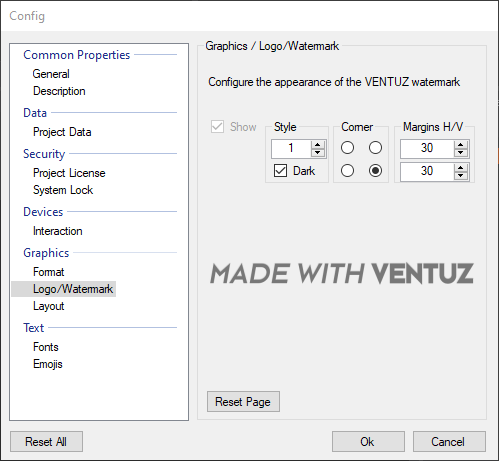 Config
Common Properties
General
Description
Data
Project Data
Security
Project License
System Lock
Devices
Interaction
Graphics
Format
Logo/Watermark
Layout
Text
Fonts
Emojis
Graphics / Logo/Watermark
Configure the appearance of the VENTUZ watermark
Show
Style
1
Dark
Corner
Margins H/V
30
30
MADE WITH VENTUZ
Reset Page
Reset All
Ok
Cancel